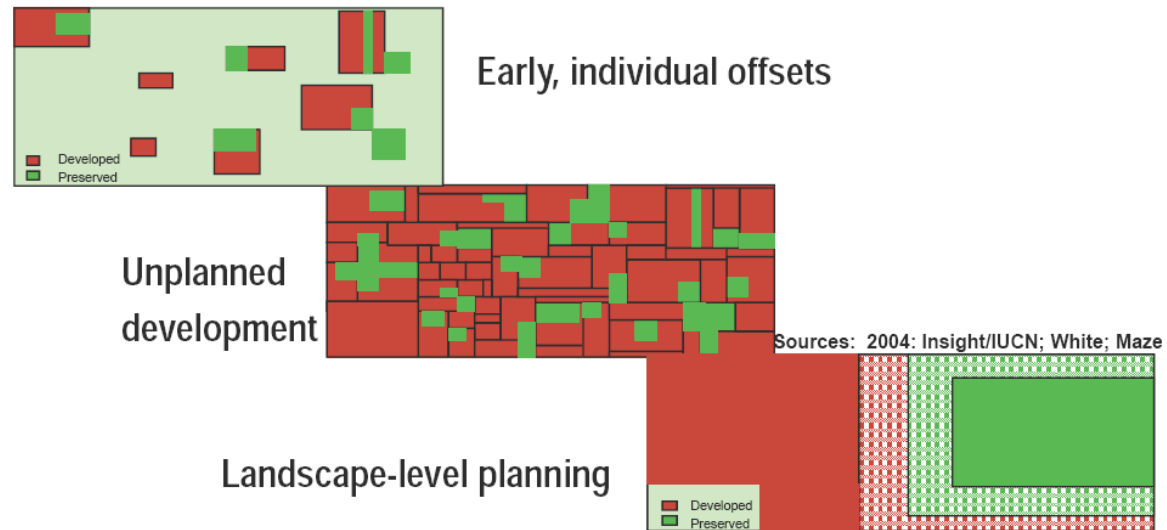 Early, individual offsets
Developed
Preserved
Unplanned
development
Sources: 2004: Insight/IUCN; White; Maze
Landscape-level planning
Developed
Preserved